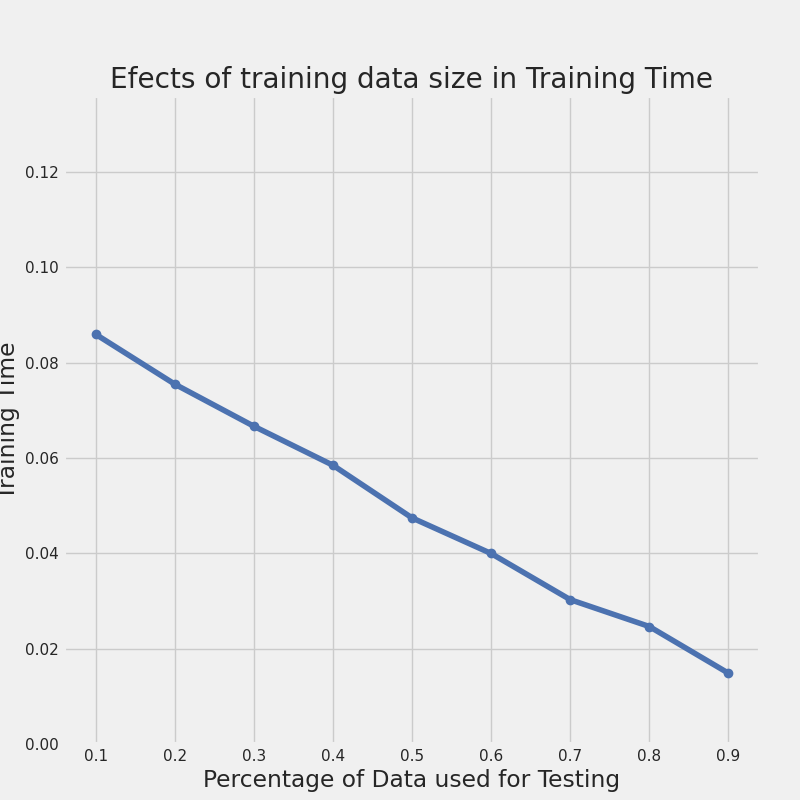 Efects of training data size in Training Time
0.12
0.10
0.08
0.06
0.04
0.02
0.00
Training Time
0.1 0.2 0.3 0.4 0.5 0.6 0.7 0.8 0.9
Percentage of Data used for Testing